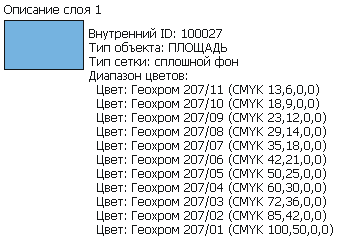 Описание слоя 1
Внутренний ID: 100027
Тип объекта: ПЛОЩАДЬ
Тип сетки: сплошной фон
Диапазон цветов:
Цвет: Геохром 207/11 (CMYK 13,6,0,0)
Цвет: Геохром 207/10 (CMYK 18,9,0,0)
Цвет: Геохром 207/09 (CMYK 23,12,0,0)
Цвет: Геохром 207/08 (CMYK 29,14,0,0)
Цвет: Геохром 207/07 (CMYK 35,18,0,0)
Цвет: Геохром 207/06 (CMYK 42,21,0,0)
Цвет: Геохром 207/05 (CMYK 50,25,0,0)
Цвет: Геохром 207/04 (CMYK 60,30,0,0)
Цвет: Геохром 207/03 (CMYK 72,36,0,0)
Цвет: Геохром 207/02 (CMYK 85,42,0,0)
Цвет: Геохром 207/01 (CMYK 100,50,0,0)